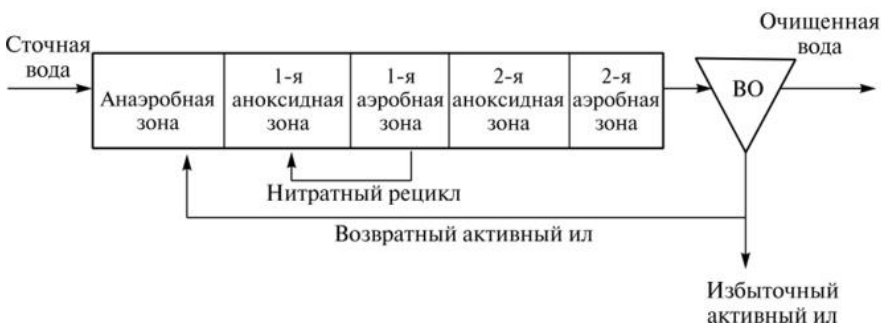 Сточная
вода
Анаэробная
зона
1-я
аноксидная
зона
1-я
аэробная
зона
2-я
аноксидная
зона
2-я
аэробная
зона
ВО
Очищенная
вода
Нитратный рецикл
Возвратный активный ил
Избыточный
активный ил